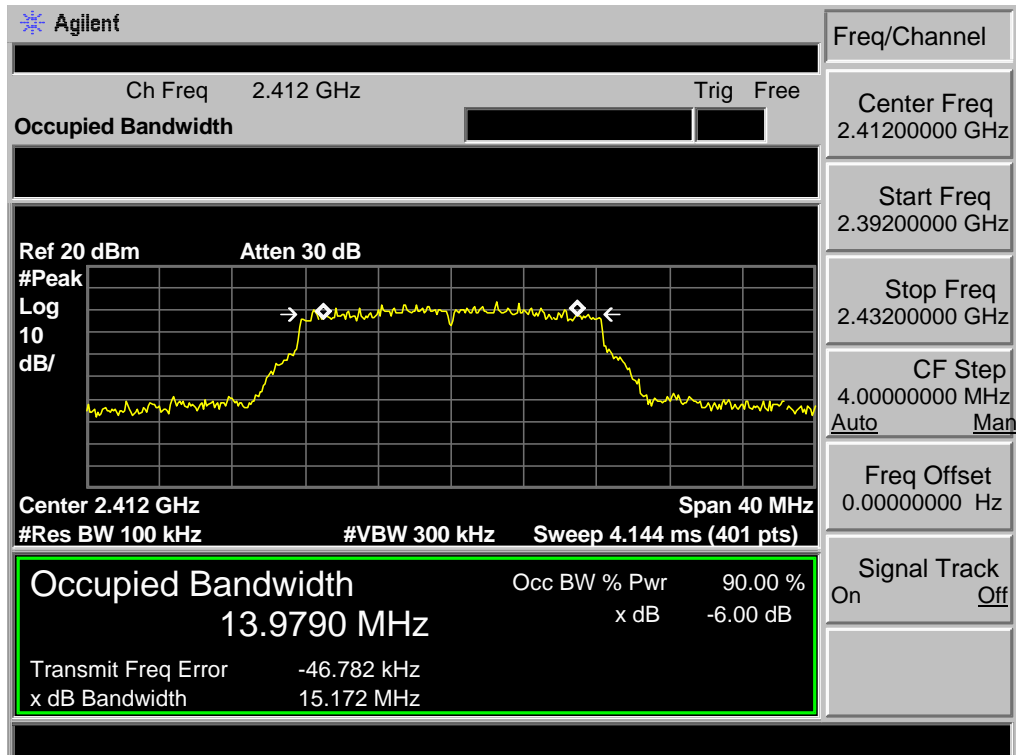 Agilent
Freq/Channel
Ch Freq 2.412 GHz Trig Free
Occupied Bandwidth
Center Freq
2.41200000 GHz
Start Freq
2.39200000 GHz
Stop Freq
2.43200000 GHz
CF Step
4.00000000 MHz
Auto Man
Freq Offset
0.00000000 Hz
Signal Track
On Off
Ref 20 dBm Atten 30 dB
#Peak
Log
10
dB/
Center 2.412 GHz Span 40 MHz
#Res BW 100 kHz #VBW 300 kHz Sweep 4.144 ms (401 pts)
Occupied Bandwidth
13.9790 MHz
Occ BW % Pwr 90.00 %
x dB -6.00 dB
Transmit Freq Error -46.782 kHz
x dB Bandwidth 15.172 MHz